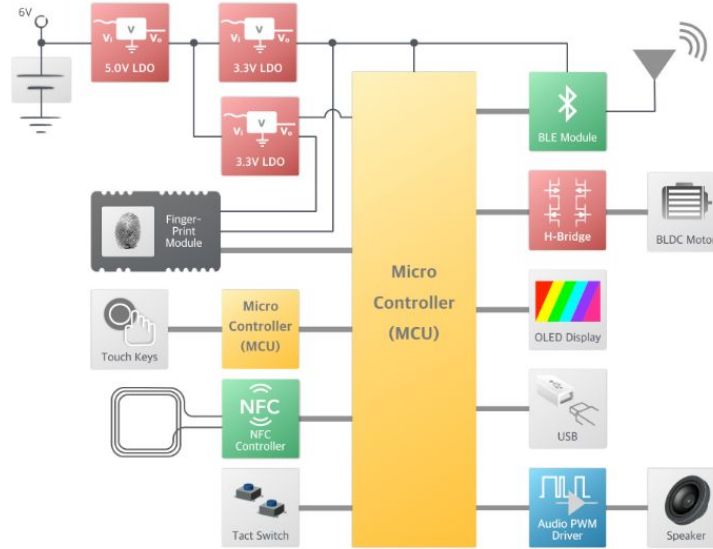 6V
Vi V Vo
5.0V LDO
Vi V Vo
3.3V LDO
Vi V Vo
3.3V LDO
BLE Module
Finger-
Print
Module
H-Bridge
BLDC Motor
Micro
Controller
(MCU)
Touch Keys
Micro
Controller
(MCU)
OLED Display
NFC
NFC
Controller
USB
Tact Switch
Audio PWM
Driver
Speaker